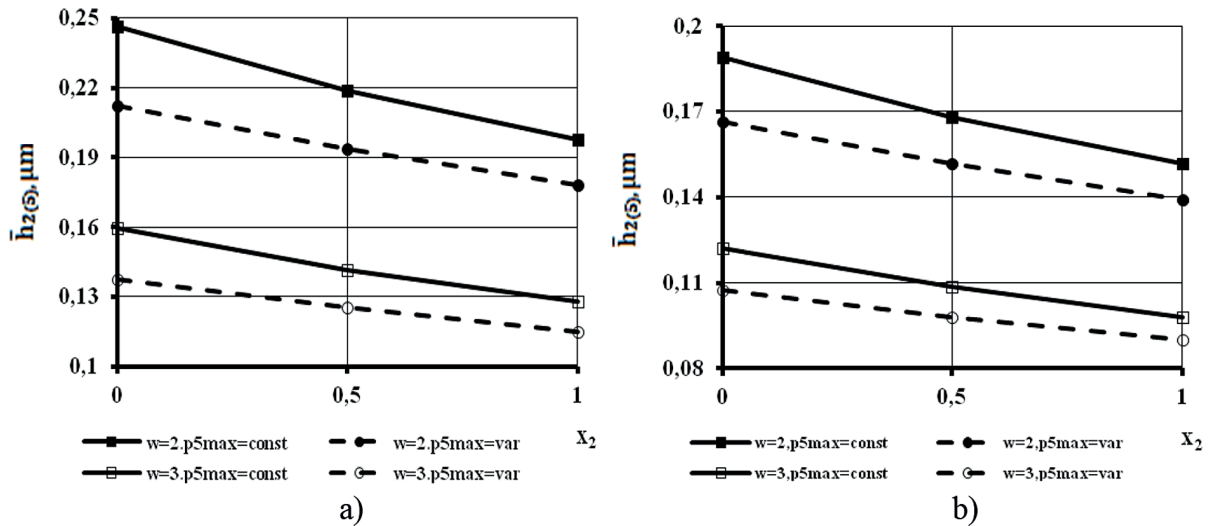 0,25
0,22
0,19
0,16
0,13
0,1
h̄2(5),μm
0 0,5 1
x2
w=2.p5max=const w=2.p5max=var
w=3.p5max=const w=3.p5max=var
a)
0,2
0,17
0,14
0,11
0,08
h̄2(5),μm
0 0,5 1
x2
w=2,p5max=const w=2,p5max=var
w=3,p5max=const w=3,p5max=var
b)